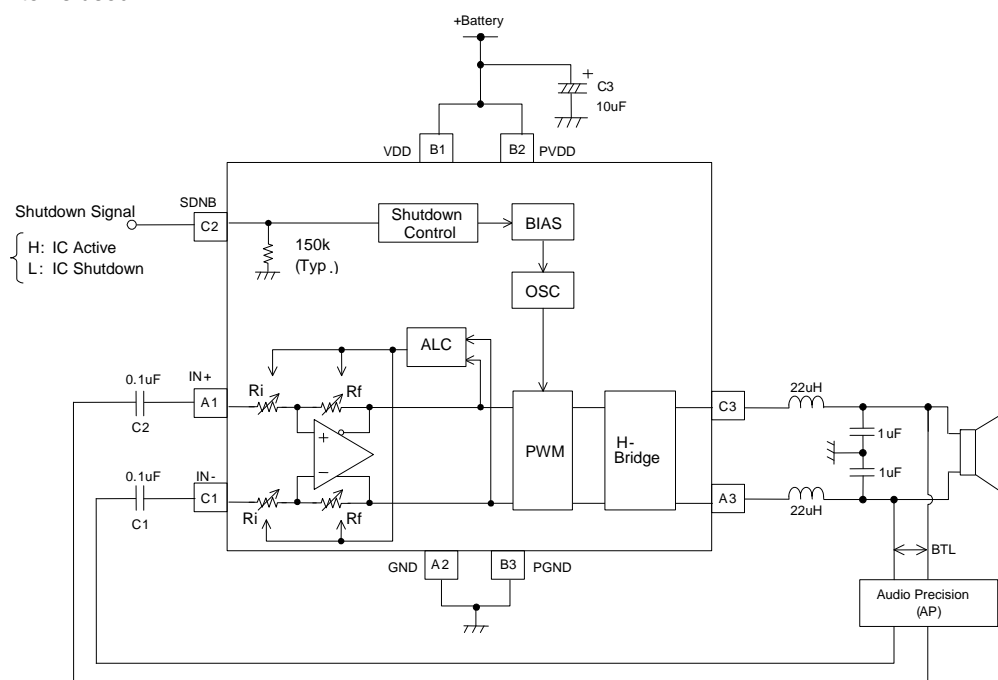 +Battery
+
C3
10uF
VDD
B1
B2
PVDD
SDNB
Shutdown Signal
C2
H: IC Active
L: IC Shutdown
150k
(Typ.)
Shutdown
Control
BIAS
OSC
ALC
0.1uF
IN+
Ri
Rf
A1
C2
+
-
PWM
H-
Bridge
C3
22uH
1uF
1uF
0.1uF
IN-
C1
C1
Ri
Rf
A3
22uH
GND
A2
B3
PGND
BTL
Audio Precision
(AP)